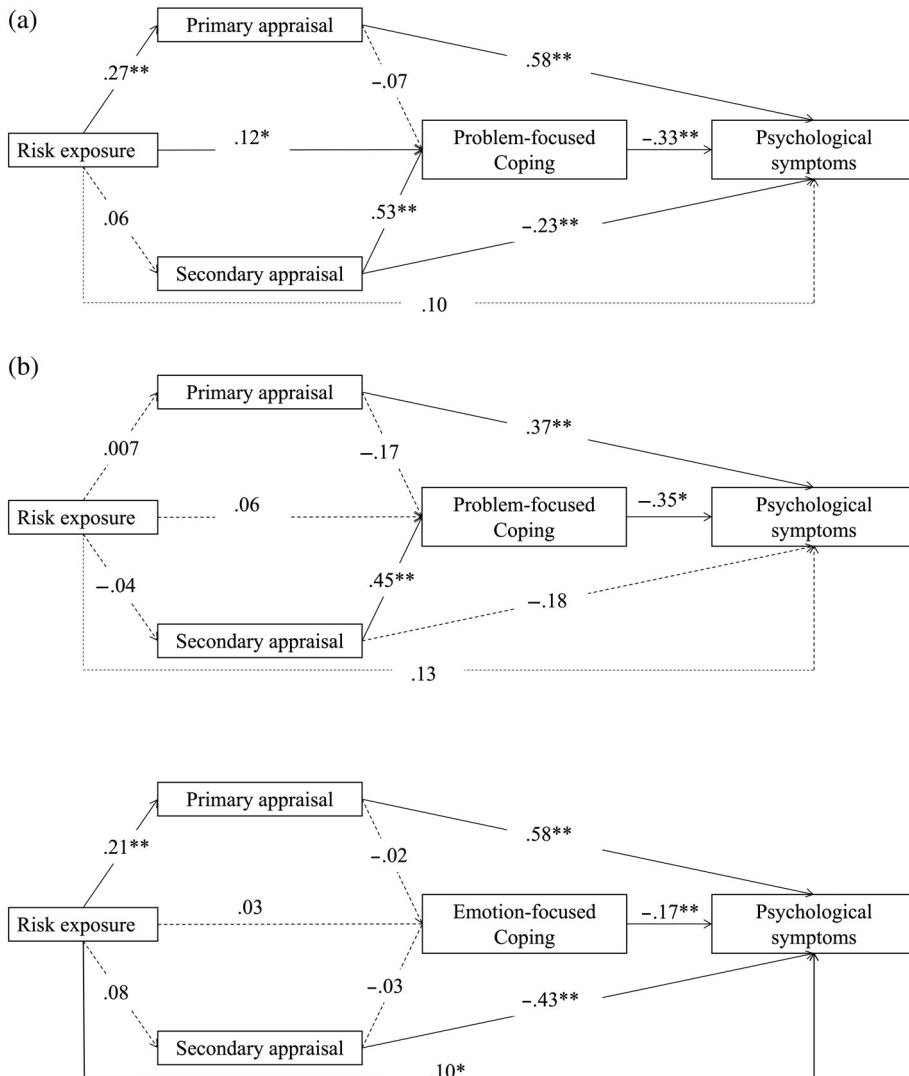 (a)
Primary appraisal
.27**
−.07
.58**
Risk exposure
.12*
Problem-focused
Coping
−.33**
Psychological
symptoms
.06
.53**
−.23**
Secondary appraisal
.10
(b)
Primary appraisal
.007
−.17
.37**
Risk exposure
.06
Problem-focused
Coping
−.35*
Psychological
symptoms
−.04
.45**
−.18
Secondary appraisal
.13
Primary appraisal
.21**
−.02
.58**
Risk exposure
.03
Emotion-focused
Coping
−.17**
Psychological
symptoms
.08
−.03
−.43**
Secondary appraisal
.10*